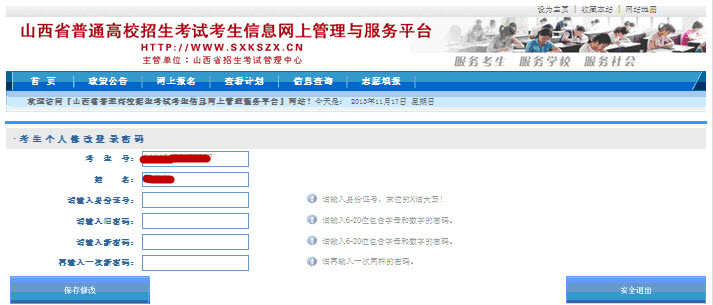 设为主页 | 收藏本站 | 网站地图
山西省普通高校招生考试考生信息网上管理与服务平台
HTTP://WWW.SXKSZX.CN
主管单位：山西省招生考试管理中心
服务考生 服务学校 服务社会
首 页 政策公告 网上报名 查看计划 信息查询 志愿填报
欢迎访问『山西省普通高校招生考试考生信息网上管理服务平台』网站！今天是： 2013年11月17日 星期日
·考生个人修改登录密码
考 生 号：
姓 名：
请输入身份证号： 请输入身份证号，末位的X请大写！
请输入旧密码： 请输入6-20位包含字母和数字的密码。
请输入新密码： 请输入6-20位包含字母和数字的密码。
再输入一次新密码： 请再输入一次同样的密码。
保存修改 安全退出